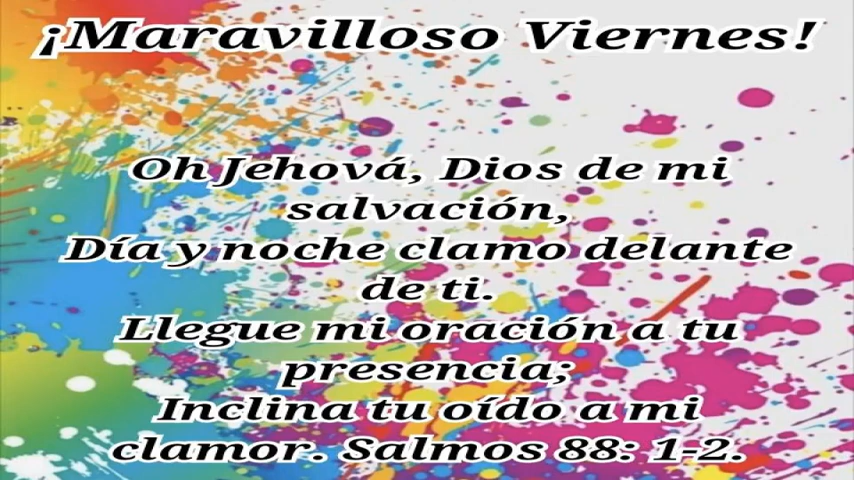 ¡Maravilloso Viernes!
Oh Jehová, Dios de mi
salvación,
Día y noche clamo delante
de ti.
Llegue mi oración a tu
presencia;
Inclina tu oído a mi
clamor. Salmos 88: 1-2.